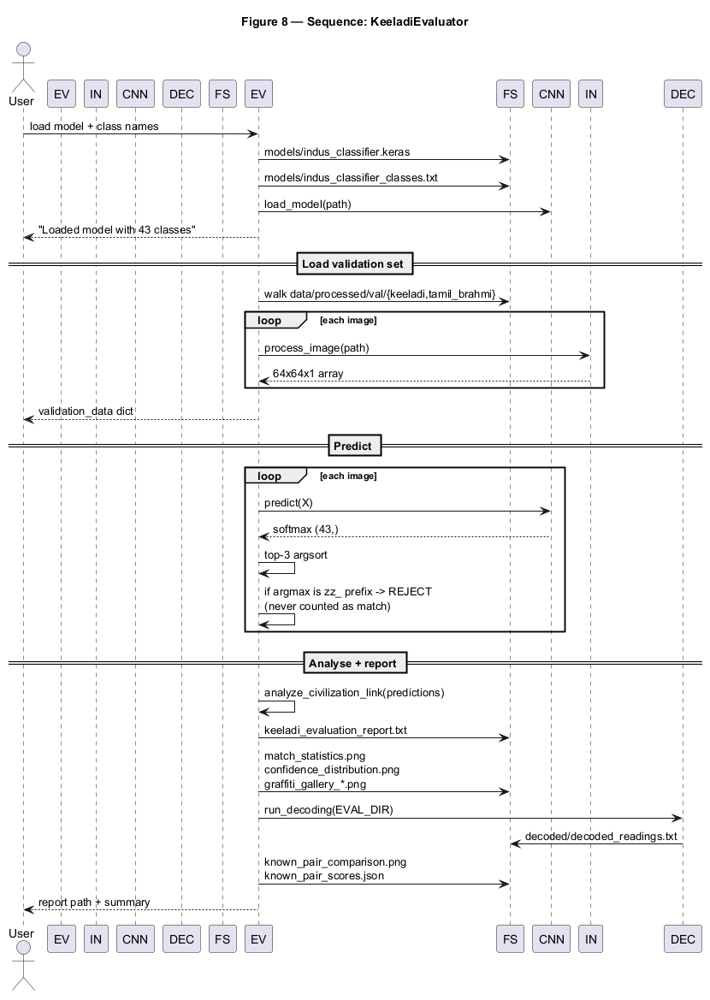 Figure 8 — Sequence: KeeladiEvaluator
User
EV
IN
CNN
DEC
FS
EV
FS
CNN
IN
DEC
load model + class names
models/indus_classifier.keras
models/indus_classifier_classes.txt
load_model(path)
"Loaded model with 43 classes"
Load validation set
walk data/processed/val/{keeladi,tamil_brahmi}
loop [each image]
process_image(path)
64x64x1 array
validation_data dict
Predict
loop [each image]
predict(X)
softmax (43,)
top-3 argsort
if argmax is zz_ prefix -> REJECT
(never counted as match)
Analyse + report
analyze_civilization_link(predictions)
keeladi_evaluation_report.txt
match_statistics.png
confidence_distribution.png
graffiti_gallery_*.png
run_decoding(EVAL_DIR)
decoded/decoded_readings.txt
known_pair_comparison.png
known_pair_scores.json
report path + summary
User
EV
IN
CNN
DEC
FS
EV
FS
CNN
IN
DEC